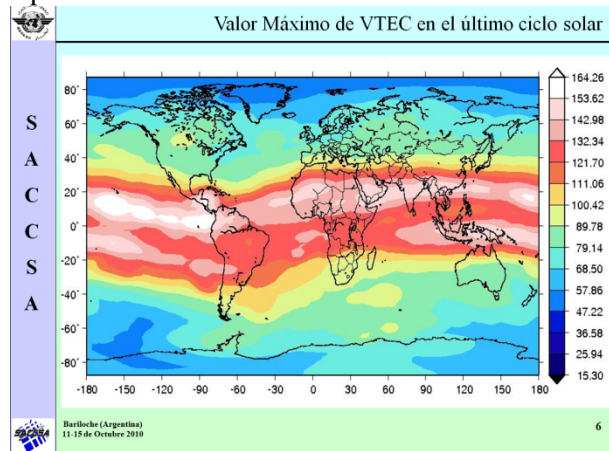 Valor Máximo de VTEC en el último ciclo solar
S
A
C
C
S
A
80˚
60˚
40˚
20˚
0˚
-20˚
-40˚
-60˚
-80˚
-180 -150 -120 -90 -60 -30 0 30 60 90 120 150 180
164.26
153.62
142.98
132.34
121.70
111.06
100.42
89.78
79.14
68.50
57.86
47.22
36.58
25.94
15.30
SACCSA
Bariloche (Argentina)
11-15 de Octubre 2010
6